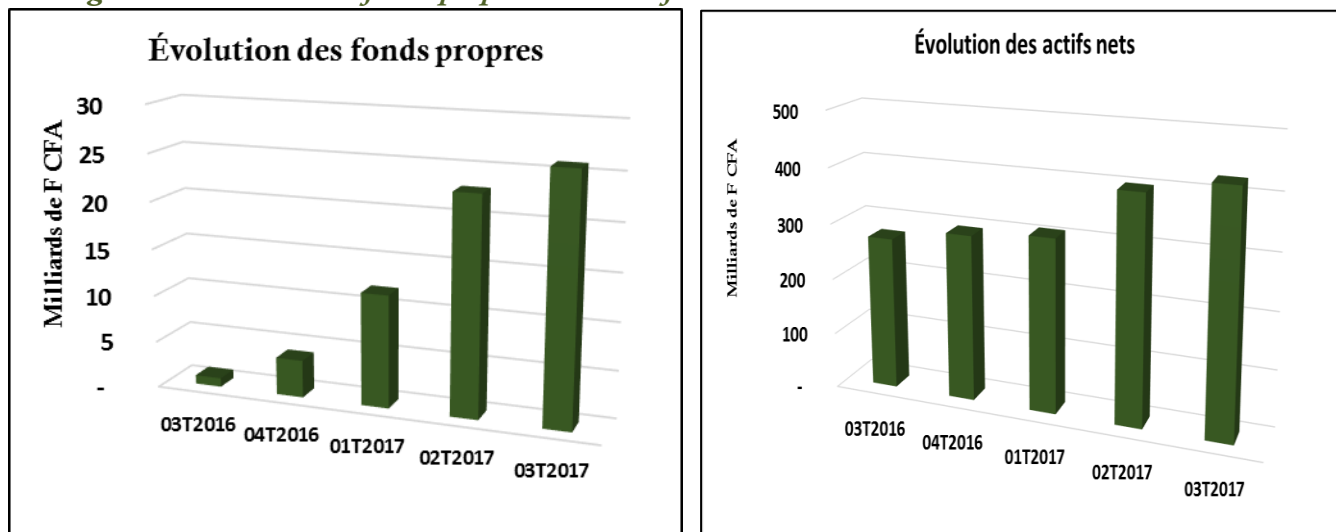 Évolution des fonds propres
Milliards de F CFA
30
25
20
15
10
5
-
03T2016
04T2016
01T2017
02T2017
03T2017
Évolution des actifs nets
Milliards de F CFA
500
400
300
200
100
-
03T2016
04T2016
01T2017
02T2017
03T2017